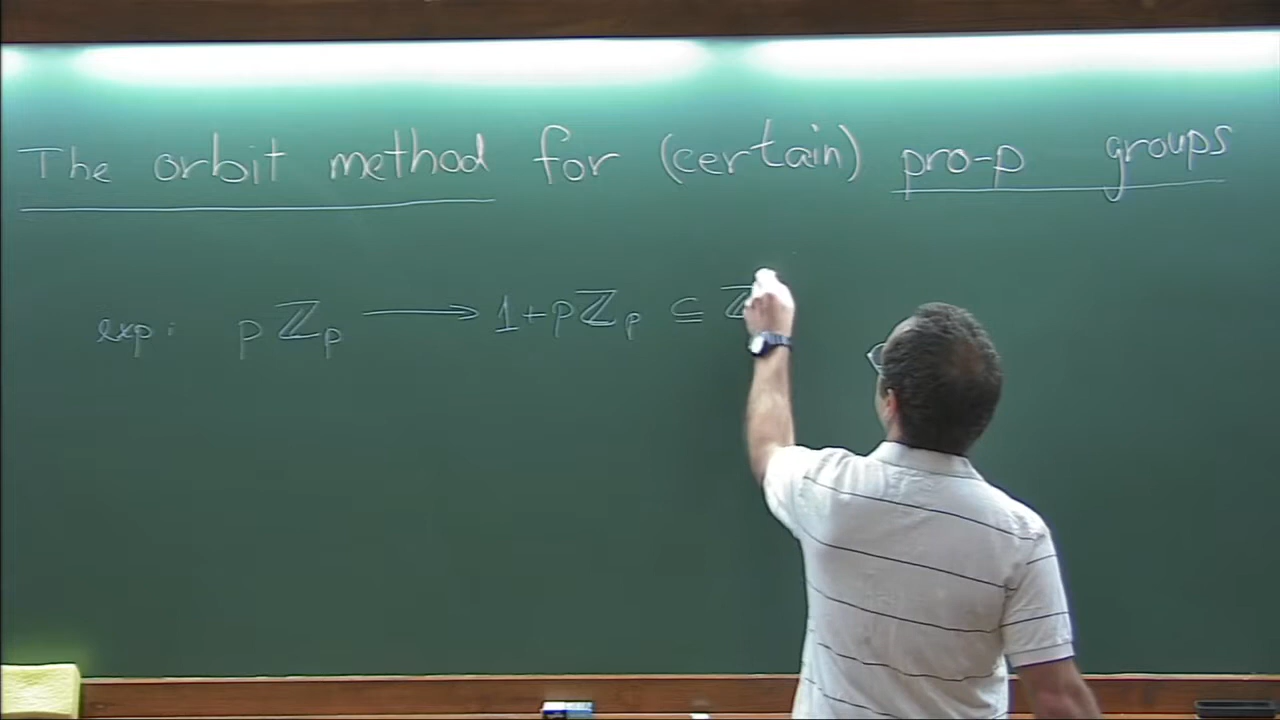 The orbit method for (certain) pro-p groups
exp: pℤₚ ⟶ 1+pℤₚ ⊆ ℤ